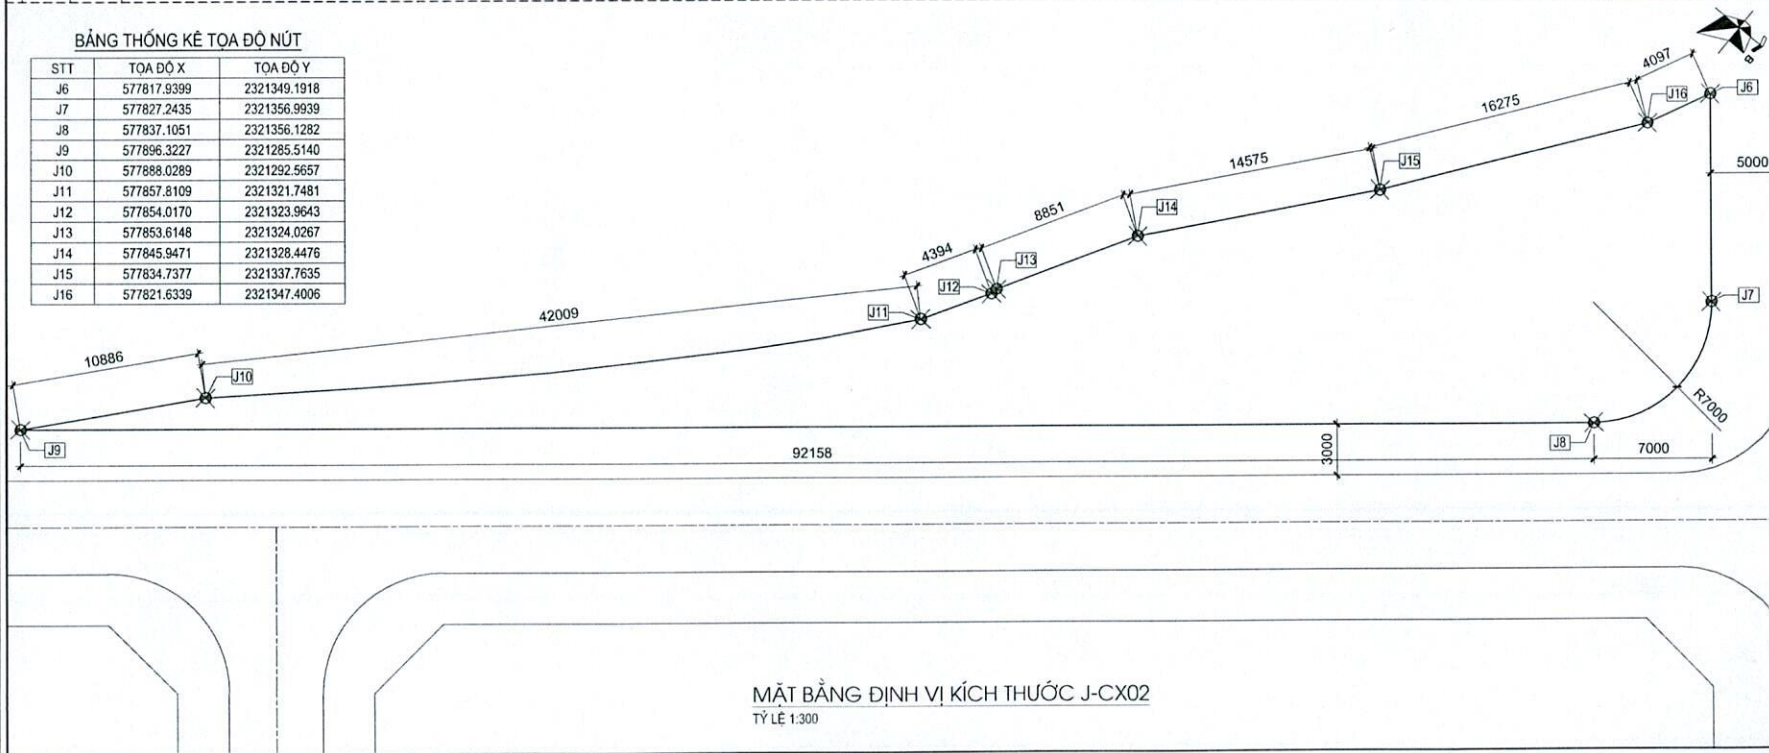 BẢNG THỐNG KÊ TỌA ĐỘ NÚT
STT TỌA ĐỘ X TỌA ĐỘ Y
J6 577817.9399 2321349.1918
J7 577827.2435 2321356.9939
J8 577837.1051 2321356.1282
J9 577896.3227 2321285.5140
J10 577888.0289 2321292.5657
J11 577857.8109 2321321.7481
J12 577854.0170 2321323.9643
J13 577853.6148 2321324.0267
J14 577845.9471 2321328.4476
J15 577834.7377 2321337.7635
J16 577821.6339 2321347.4006
B
4097
J6
J16
16275
J15
14575
5000
J14
8851
4394
J13
J12
J7
42009
J11
10886
J10
R7000
J9
92158
3000
J8
7000
MẶT BẰNG ĐỊNH VỊ KÍCH THƯỚC J-CX02
TỶ LỆ 1:300